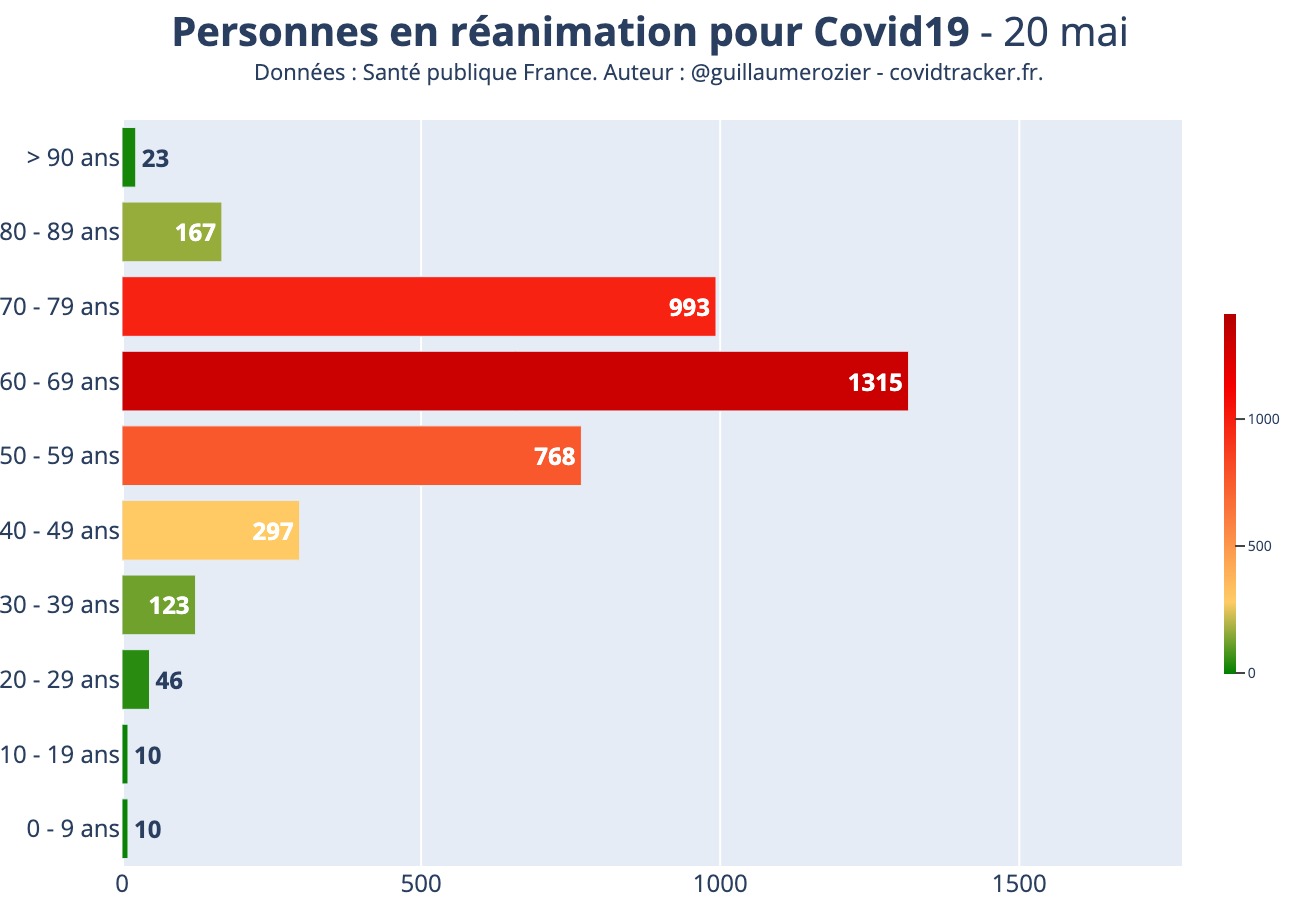 Personnes en réanimation pour Covid19 - 20 mai
Données : Santé publique France. Auteur : @guillaumerozier - covidtracker.fr.
> 90 ans 23
80 - 89 ans 167
70 - 79 ans 993
60 - 69 ans 1315
50 - 59 ans 768
40 - 49 ans 297
30 - 39 ans 123
20 - 29 ans 46
10 - 19 ans 10
0 - 9 ans 10
0 500 1000 1500
1000
500
0